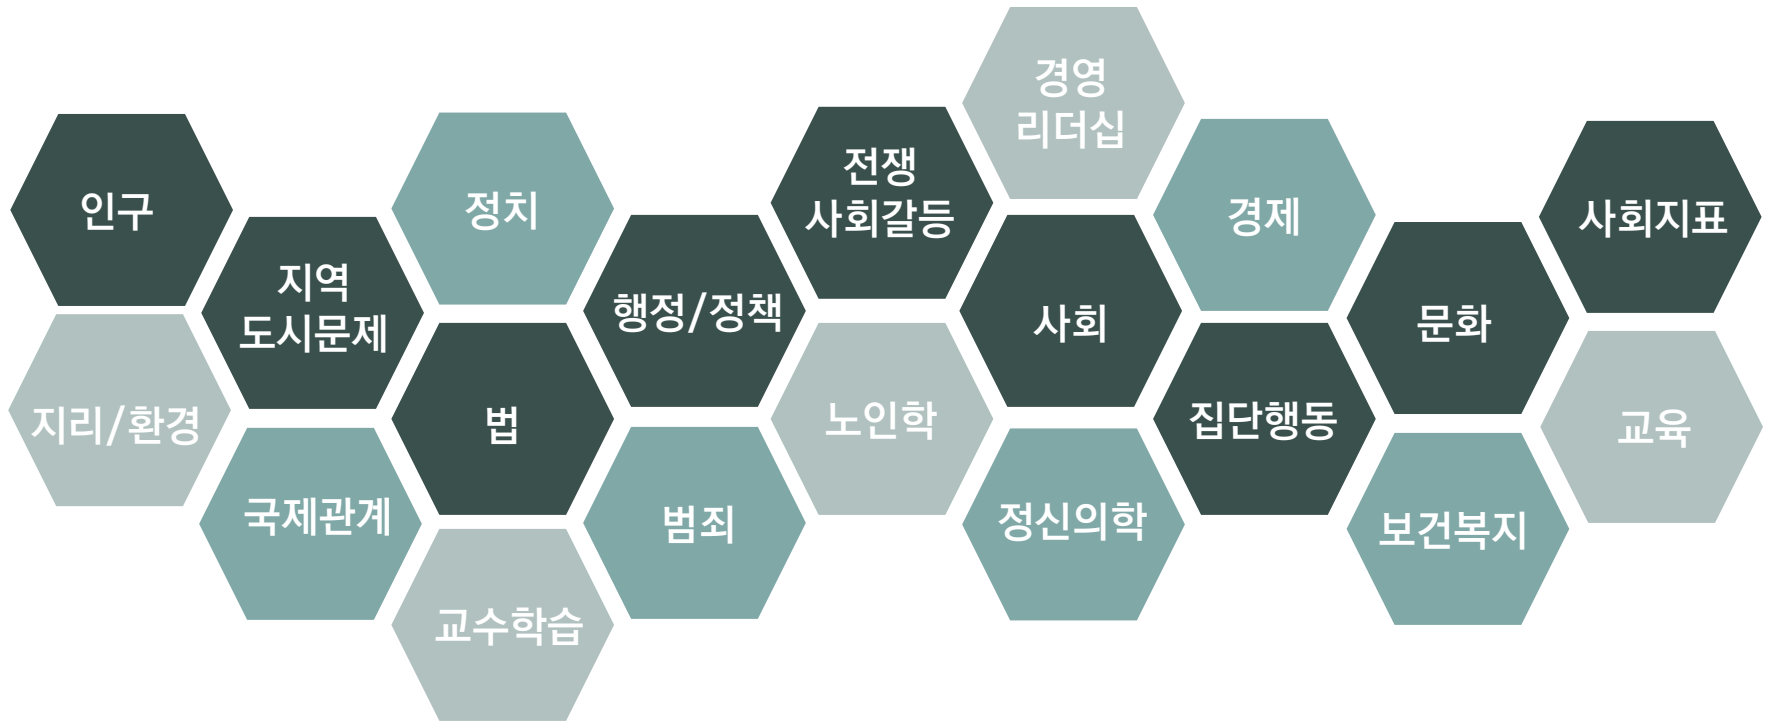 인구
지리/환경
지역
도시문제
국제관계
정치
법
교수학습
행정/정책
범죄
전쟁
사회갈등
노인학
경영
리더십
사회
정신의학
경제
집단행동
문화
보건복지
사회지표
교육